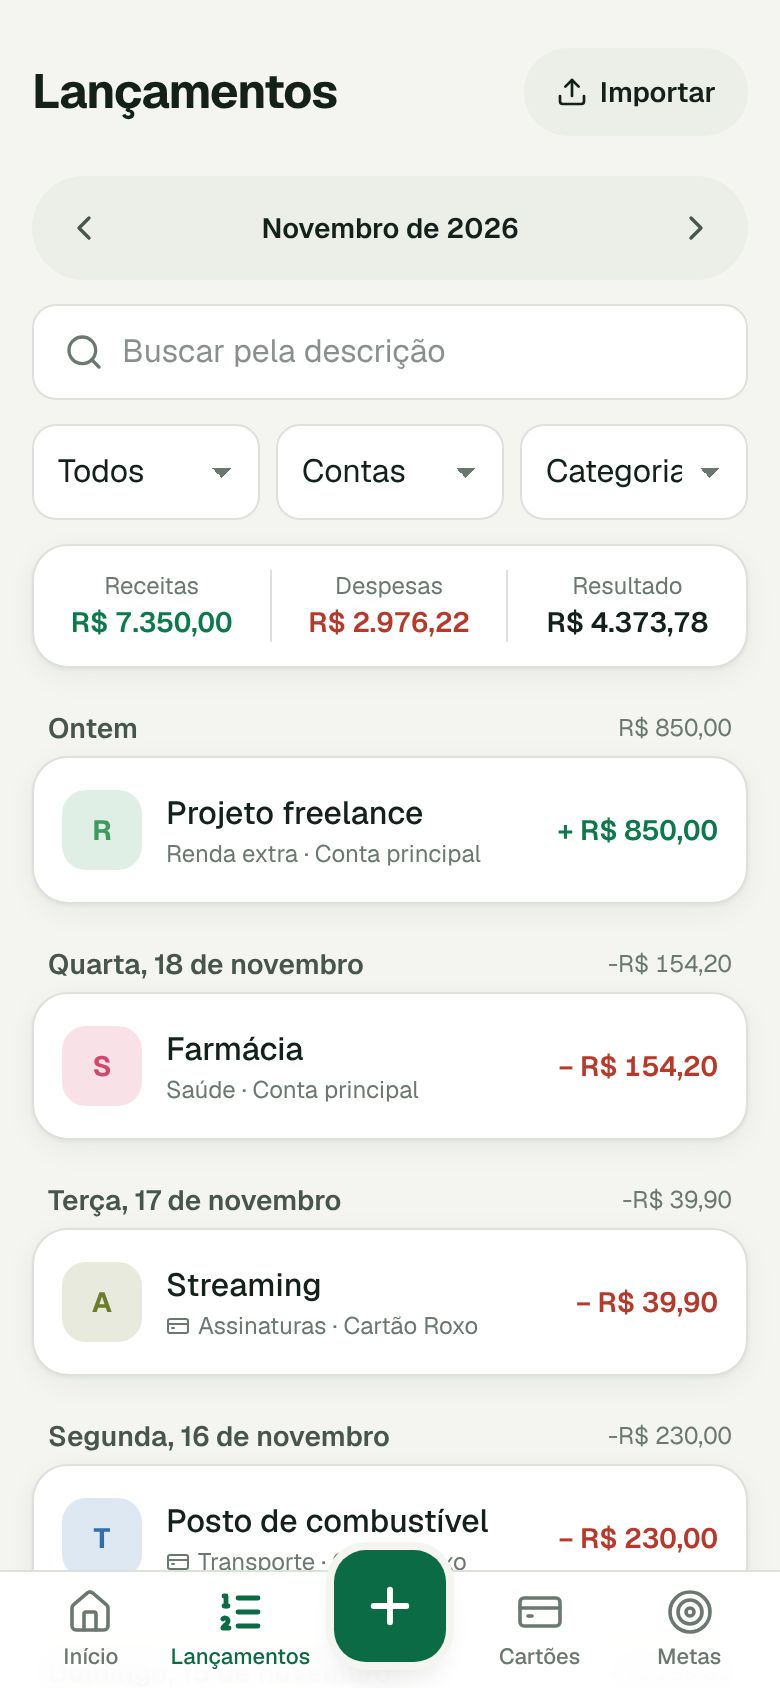 Lançamentos
Importar
Novembro de 2026
Buscar pela descrição
Todos
Contas
Categoria
Receitas
Despesas
Resultado
R$ 7.350,00
R$ 2.976,22
R$ 4.373,78
Ontem
R$ 850,00
R
Projeto freelance
+ R$ 850,00
Renda extra · Conta principal
Quarta, 18 de novembro
-R$ 154,20
S
Farmácia
– R$ 154,20
Saúde · Conta principal
Terça, 17 de novembro
-R$ 39,90
A
Streaming
– R$ 39,90
Assinaturas · Cartão Roxo
Segunda, 16 de novembro
-R$ 230,00
T
Posto de combustível
– R$ 230,00
Transporte ·
Início
Lançamentos
Cartões
Metas